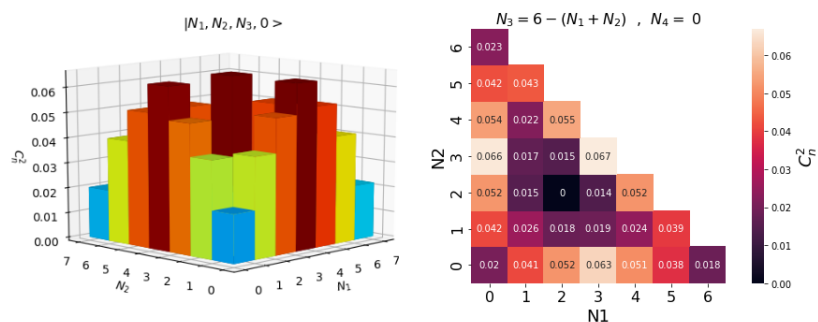 |N₁, N₂, N₃, 0 >
0.06
0.05
0.04
0.03
0.02
0.01
0.00
C²ₙ
7 6 5 4 3 2 1 0
N₂
0 1 2 3 4 5 6 7
N₁
N₃ = 6 − (N₁ + N₂) , N₄ = 0
N2
6 0.023
5 0.042 0.043
4 0.054 0.022 0.055
3 0.066 0.017 0.015 0.067
2 0.052 0.015 0 0.014 0.052
1 0.042 0.026 0.018 0.019 0.024 0.039
0 0.02 0.041 0.052 0.063 0.051 0.038 0.018
0 1 2 3 4 5 6
N1
0.06
0.05
0.04
0.03
0.02
0.01
0.00
C²ₙ